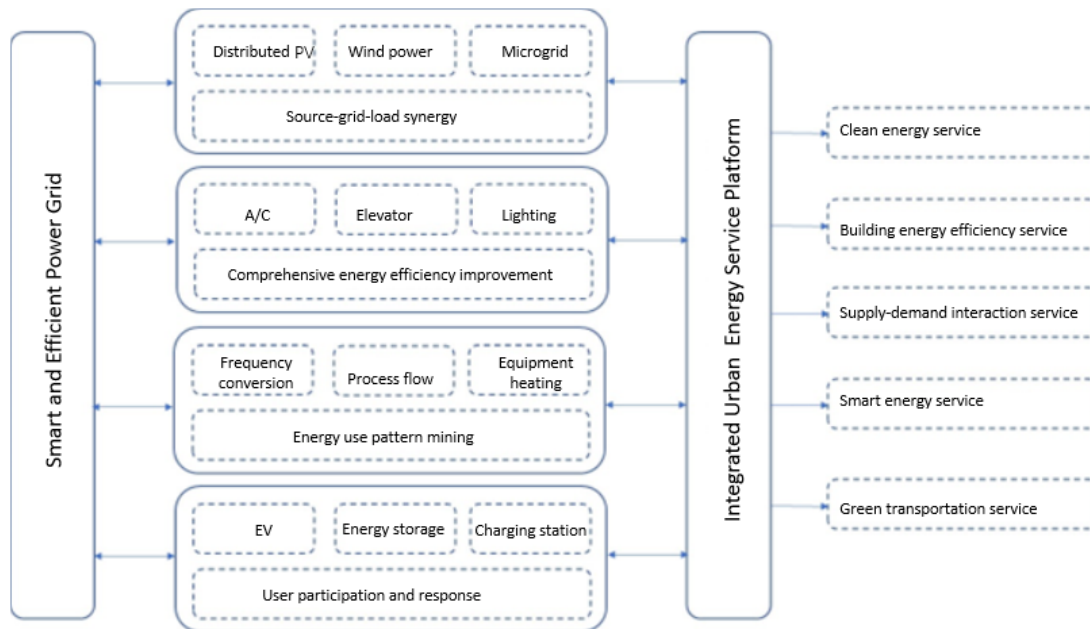 Smart and Efficient Power Grid
Distributed PV
Wind power
Microgrid
Source-grid-load synergy
A/C
Elevator
Lighting
Comprehensive energy efficiency improvement
Frequency
conversion
Process flow
Equipment
heating
Energy use pattern mining
EV
Energy storage
Charging station
User participation and response
Integrated Urban Energy Service Platform
Clean energy service
Building energy efficiency service
Supply-demand interaction service
Smart energy service
Green transportation service